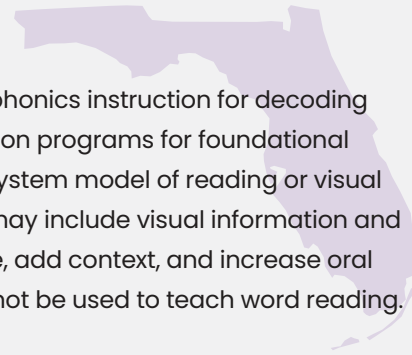 phonics instruction for decoding
on programs for foundational
ystem model of reading or visual
may include visual information and
, add context, and increase oral
not be used to teach word reading.